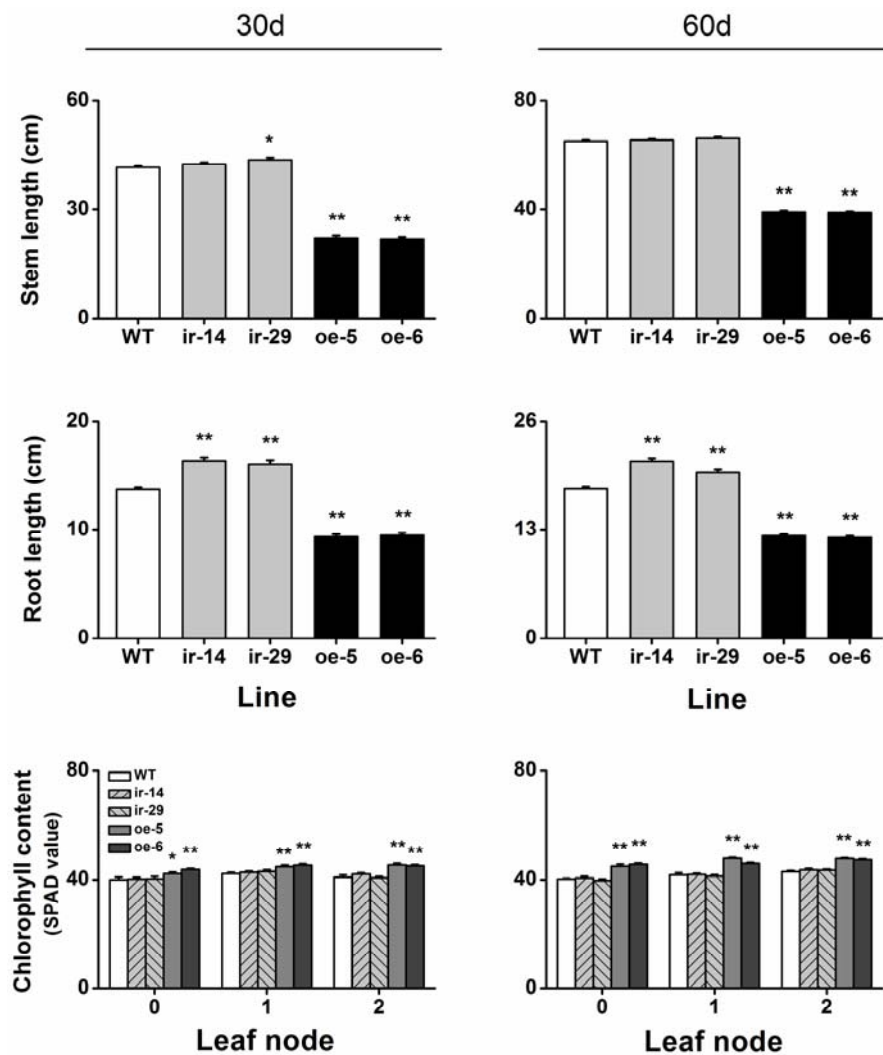 30d
60d
Stem length (cm)
60
30
0
*
**
**
WT ir-14 ir-29 oe-5 oe-6
80
40
0
**
**
WT ir-14 ir-29 oe-5 oe-6
Root length (cm)
20
10
0
**
**
**
**
WT ir-14 ir-29 oe-5 oe-6
Line
26
13
0
**
**
**
**
WT ir-14 ir-29 oe-5 oe-6
Line
Chlorophyll content
(SPAD value)
80
40
0
WT
ir-14
ir-29
oe-5
oe-6
* **
** **
** **
0 1 2
Leaf node
80
40
0
** **
** **
** **
0 1 2
Leaf node